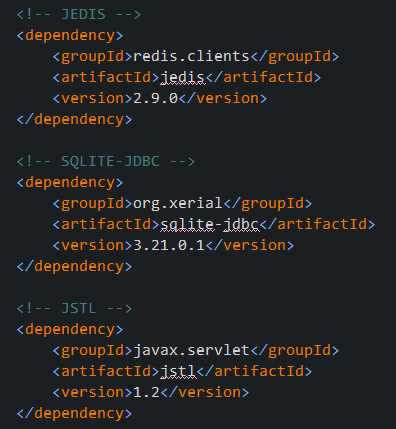 <!-- JEDIS -->
<dependency>
    <groupId>redis.clients</groupId>
    <artifactId>jedis</artifactId>
    <version>2.9.0</version>
</dependency>

<!-- SQLITE-JDBC -->
<dependency>
    <groupId>org.xerial</groupId>
    <artifactId>sqlite-jdbc</artifactId>
    <version>3.21.0.1</version>
</dependency>

<!-- JSTL -->
<dependency>
    <groupId>javax.servlet</groupId>
    <artifactId>jstl</artifactId>
    <version>1.2</version>
</dependency>